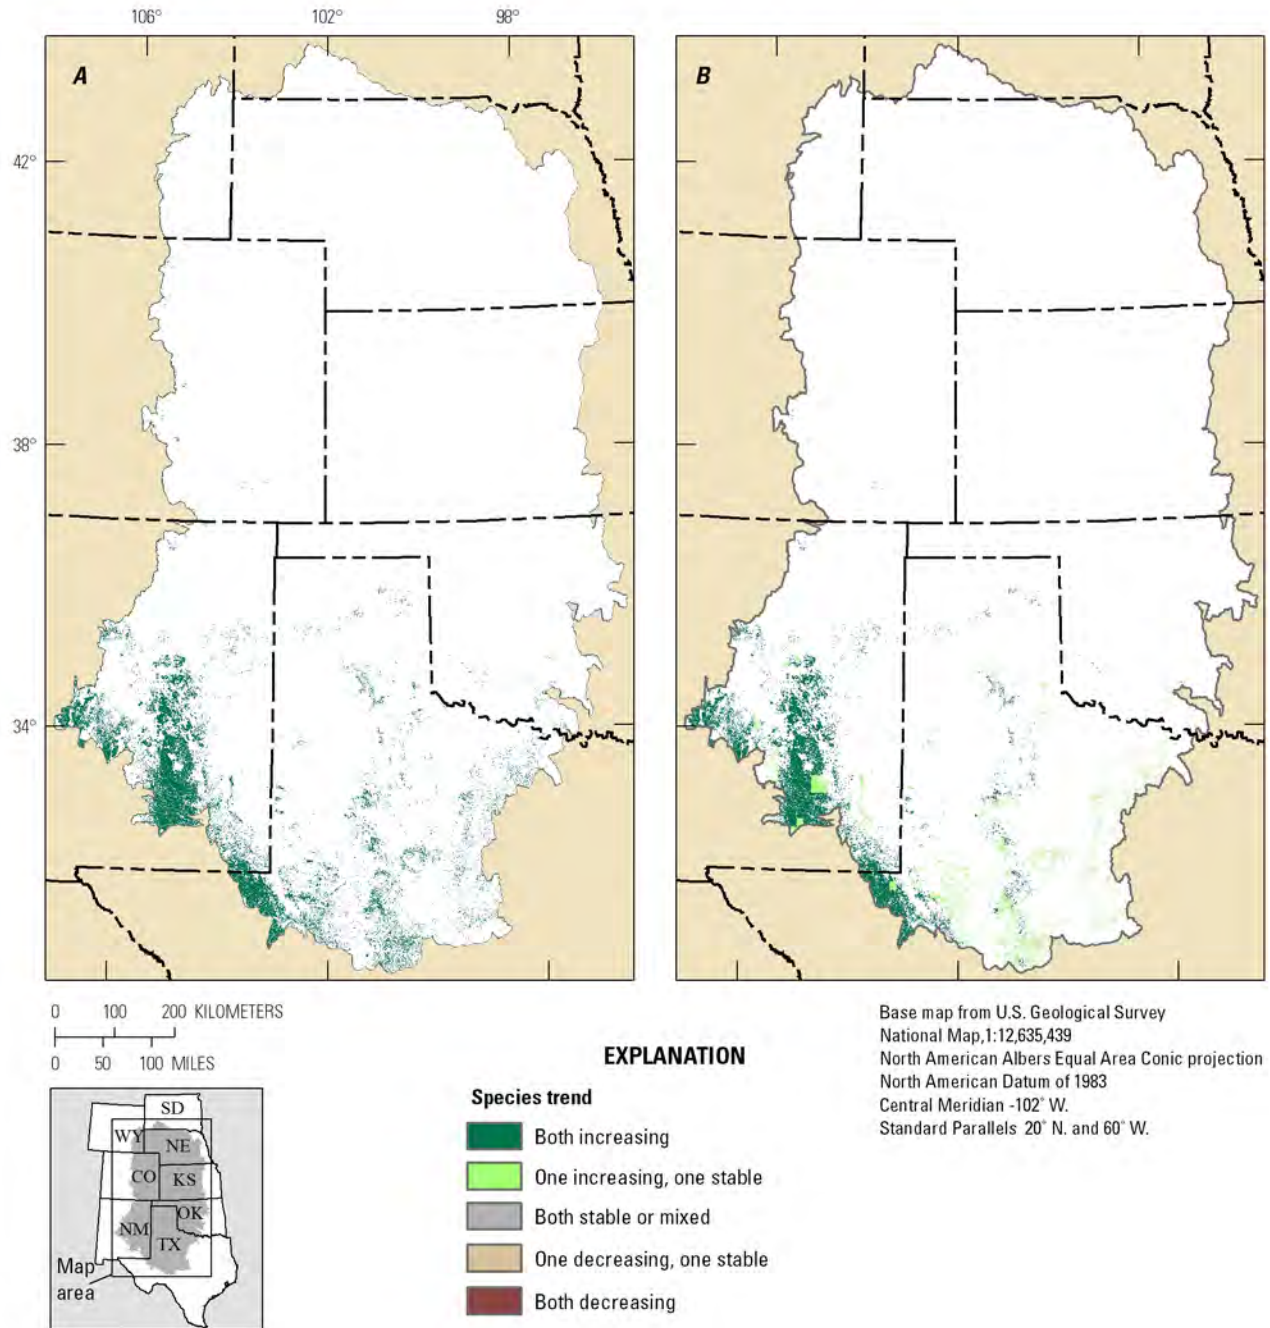 106° 102° 98°
A
B
42°
38°
34°
0 100 200 KILOMETERS
0 50 100 MILES
Base map from U.S. Geological Survey
National Map,1:12,635,439
North American Albers Equal Area Conic projection
North American Datum of 1983
Central Meridian -102° W.
Standard Parallels 20° N. and 60° W.
EXPLANATION
Species trend
Both increasing
One increasing, one stable
Both stable or mixed
One decreasing, one stable
Both decreasing
SD
WY
NE
CO
KS
OK
NM
TX
Map
area